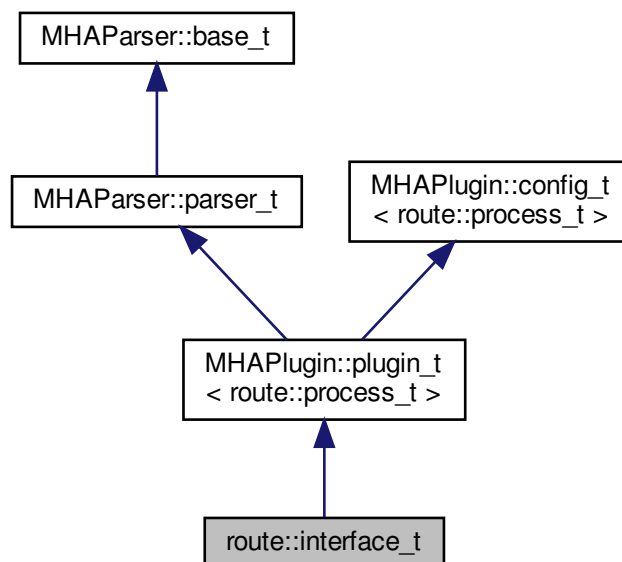 MHAParser::base_t
MHAParser::parser_t
MHAPlugin::config_t
< route::process_t >
MHAPlugin::plugin_t
< route::process_t >
route::interface_t